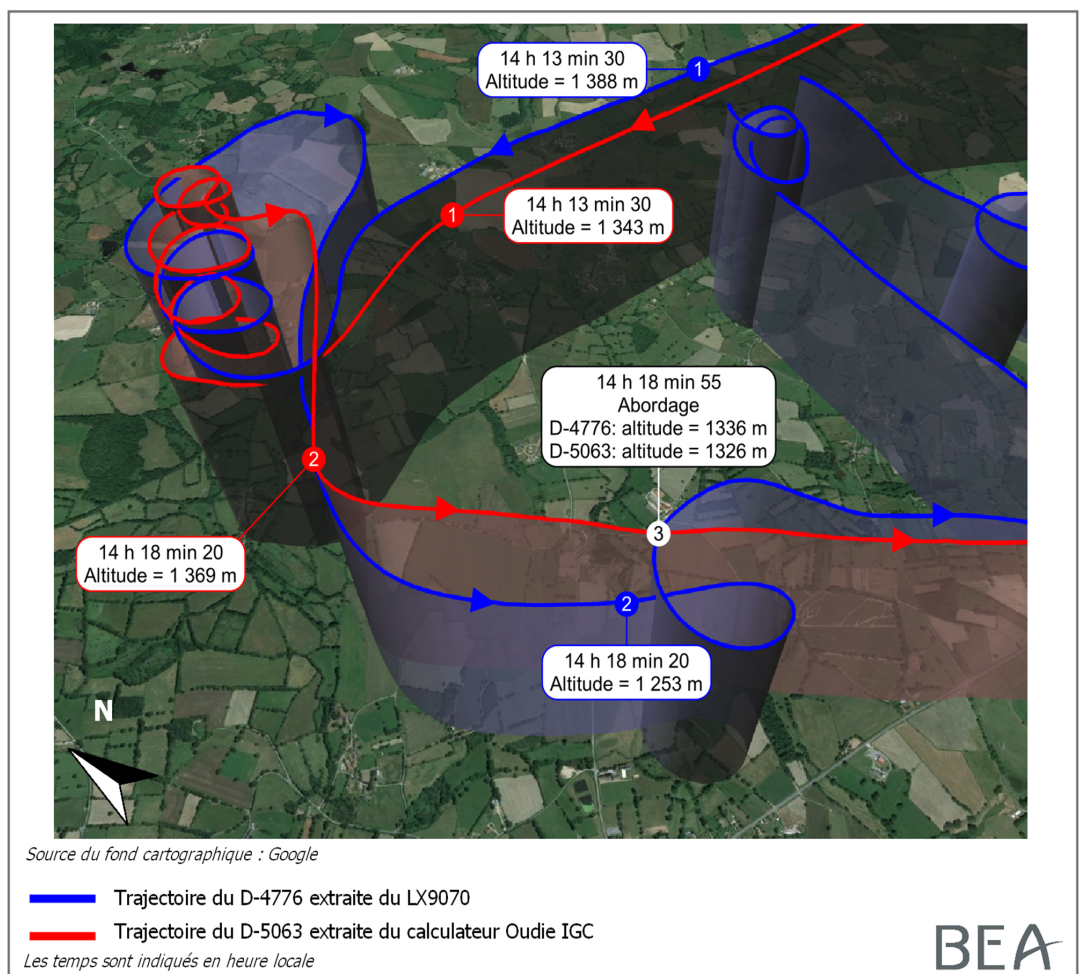 14 h 13 min 30
Altitude = 1 388 m
1
1
14 h 13 min 30
Altitude = 1 343 m
14 h 18 min 55
Abordage
D-4776: altitude = 1336 m
D-5063: altitude = 1326 m
2
3
14 h 18 min 20
Altitude = 1 369 m
2
14 h 18 min 20
Altitude = 1 253 m
N
Source du fond cartographique : Google
Trajectoire du D-4776 extraite du LX9070
Trajectoire du D-5063 extraite du calculateur Oudie IGC
Les temps sont indiqués en heure locale
BEA